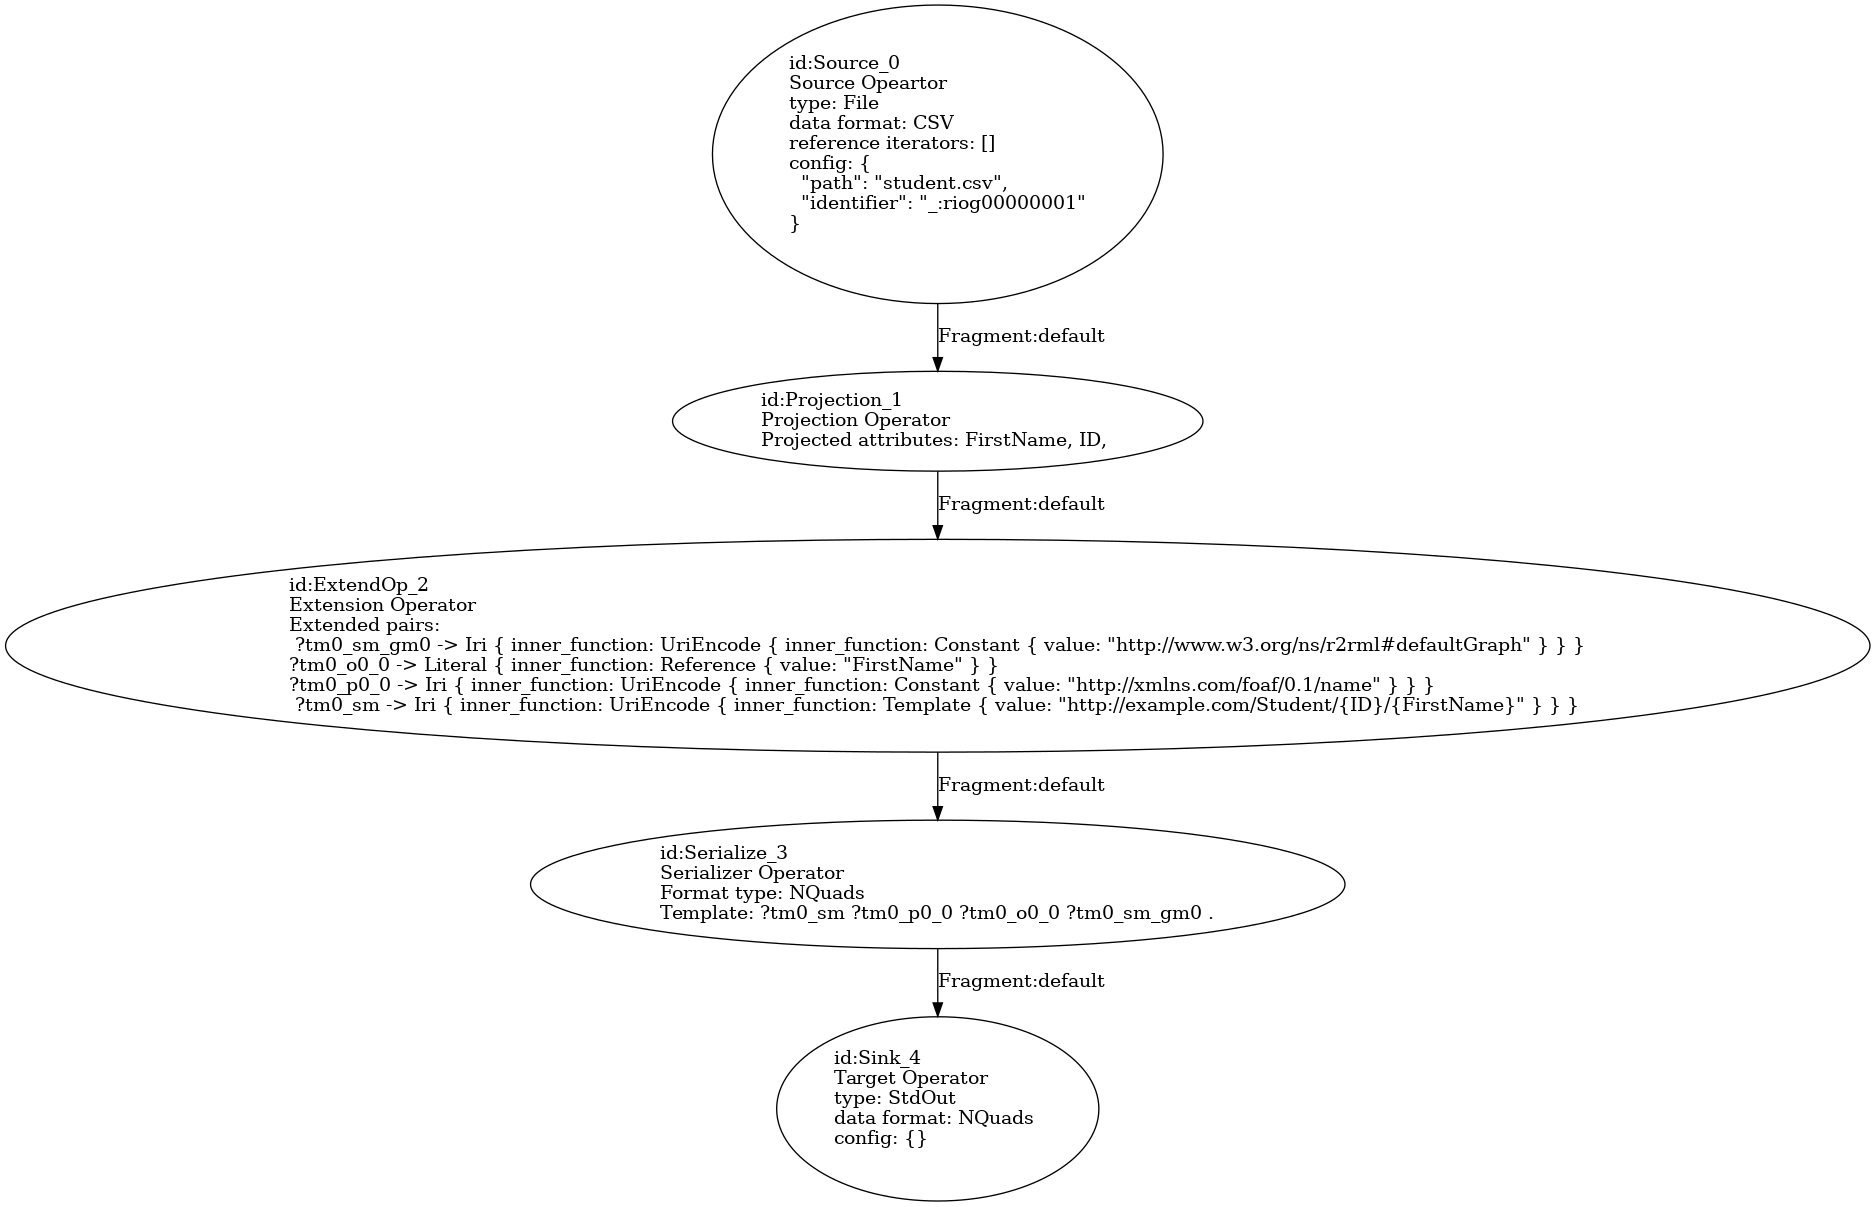 id:Source_0
Source Opeartor
type: File
data format: CSV
reference iterators: []
config: {
  "path": "student.csv",
  "identifier": "_:riog00000001"
}
Fragment:default
id:Projection_1
Projection Operator
Projected attributes: FirstName, ID,
Fragment:default
id:ExtendOp_2
Extension Operator
Extended pairs:
 ?tm0_sm_gm0 -> Iri { inner_function: UriEncode { inner_function: Constant { value: "http://www.w3.org/ns/r2rml#defaultGraph" } } }
?tm0_o0_0 -> Literal { inner_function: Reference { value: "FirstName" } }
?tm0_p0_0 -> Iri { inner_function: UriEncode { inner_function: Constant { value: "http://xmlns.com/foaf/0.1/name" } } }
 ?tm0_sm -> Iri { inner_function: UriEncode { inner_function: Template { value: "http://example.com/Student/{ID}/{FirstName}" } } }
Fragment:default
id:Serialize_3
Serializer Operator
Format type: NQuads
Template: ?tm0_sm ?tm0_p0_0 ?tm0_o0_0 ?tm0_sm_gm0 .
Fragment:default
id:Sink_4
Target Operator
type: StdOut
data format: NQuads
config: {}